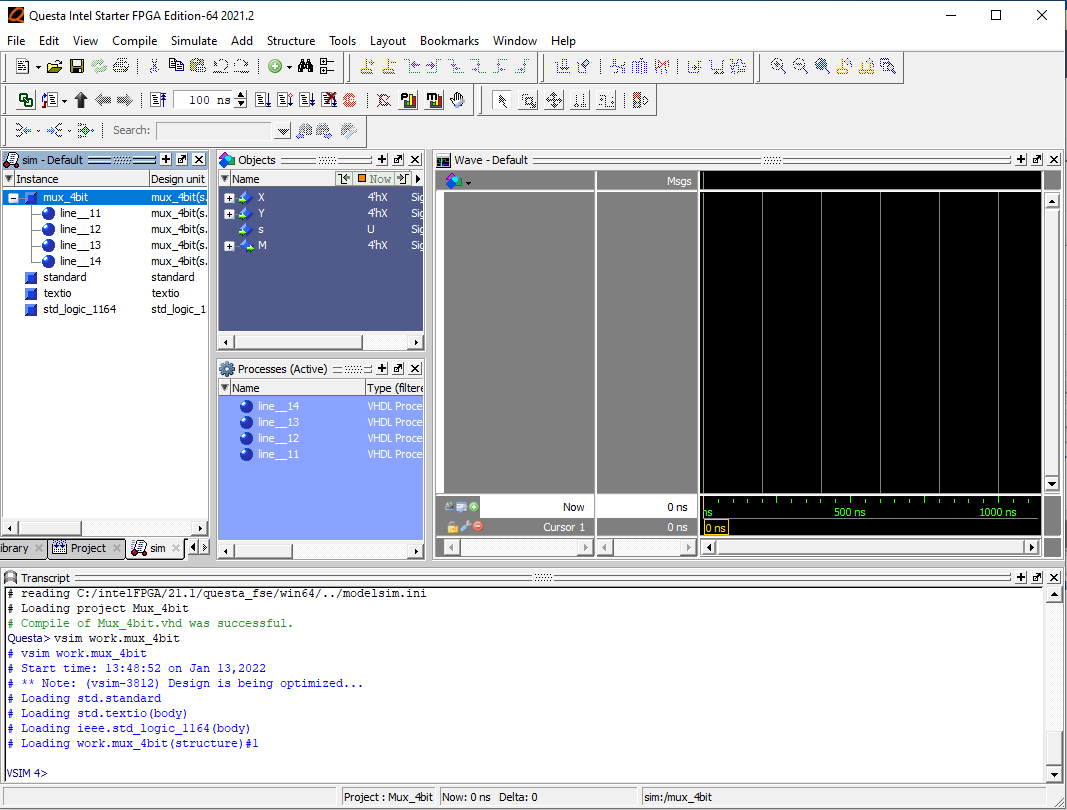 Questa Intel Starter FPGA Edition-64 2021.2
File Edit View Compile Simulate Add Structure Tools Layout Bookmarks Window Help
100 ns
Search:
sim - Default
Instance Design unit
mux_4bit mux_4bit(s.
line__11 mux_4bit(s.
line__12 mux_4bit(s.
line__13 mux_4bit(s.
line__14 mux_4bit(s.
standard standard
textio textio
std_logic_1164 std_logic_1
ibrary Project sim
Objects
Name Now
X 4'hX Sig
Y 4'hX Sig
s U Sig
M 4'hX Sig
Processes (Active)
Name Type (filtere
line__14 VHDL Proce
line__13 VHDL Proce
line__12 VHDL Proce
line__11 VHDL Proce
Wave - Default
Msgs
Now 0 ns
Cursor 1 0 ns
ns 500 ns 1000 ns
0 ns
Transcript
# reading C:/intelFPGA/21.1/questa_fse/win64/../modelsim.ini
# Loading project Mux_4bit
# Compile of Mux_4bit.vhd was successful.
Questa> vsim work.mux_4bit
# vsim work.mux_4bit
# Start time: 13:48:52 on Jan 13,2022
# ** Note: (vsim-3812) Design is being optimized...
# Loading std.standard
# Loading std.textio(body)
# Loading ieee.std_logic_1164(body)
# Loading work.mux_4bit(structure)#1
VSIM 4>
Project : Mux_4bit Now: 0 ns Delta: 0 sim:/mux_4bit